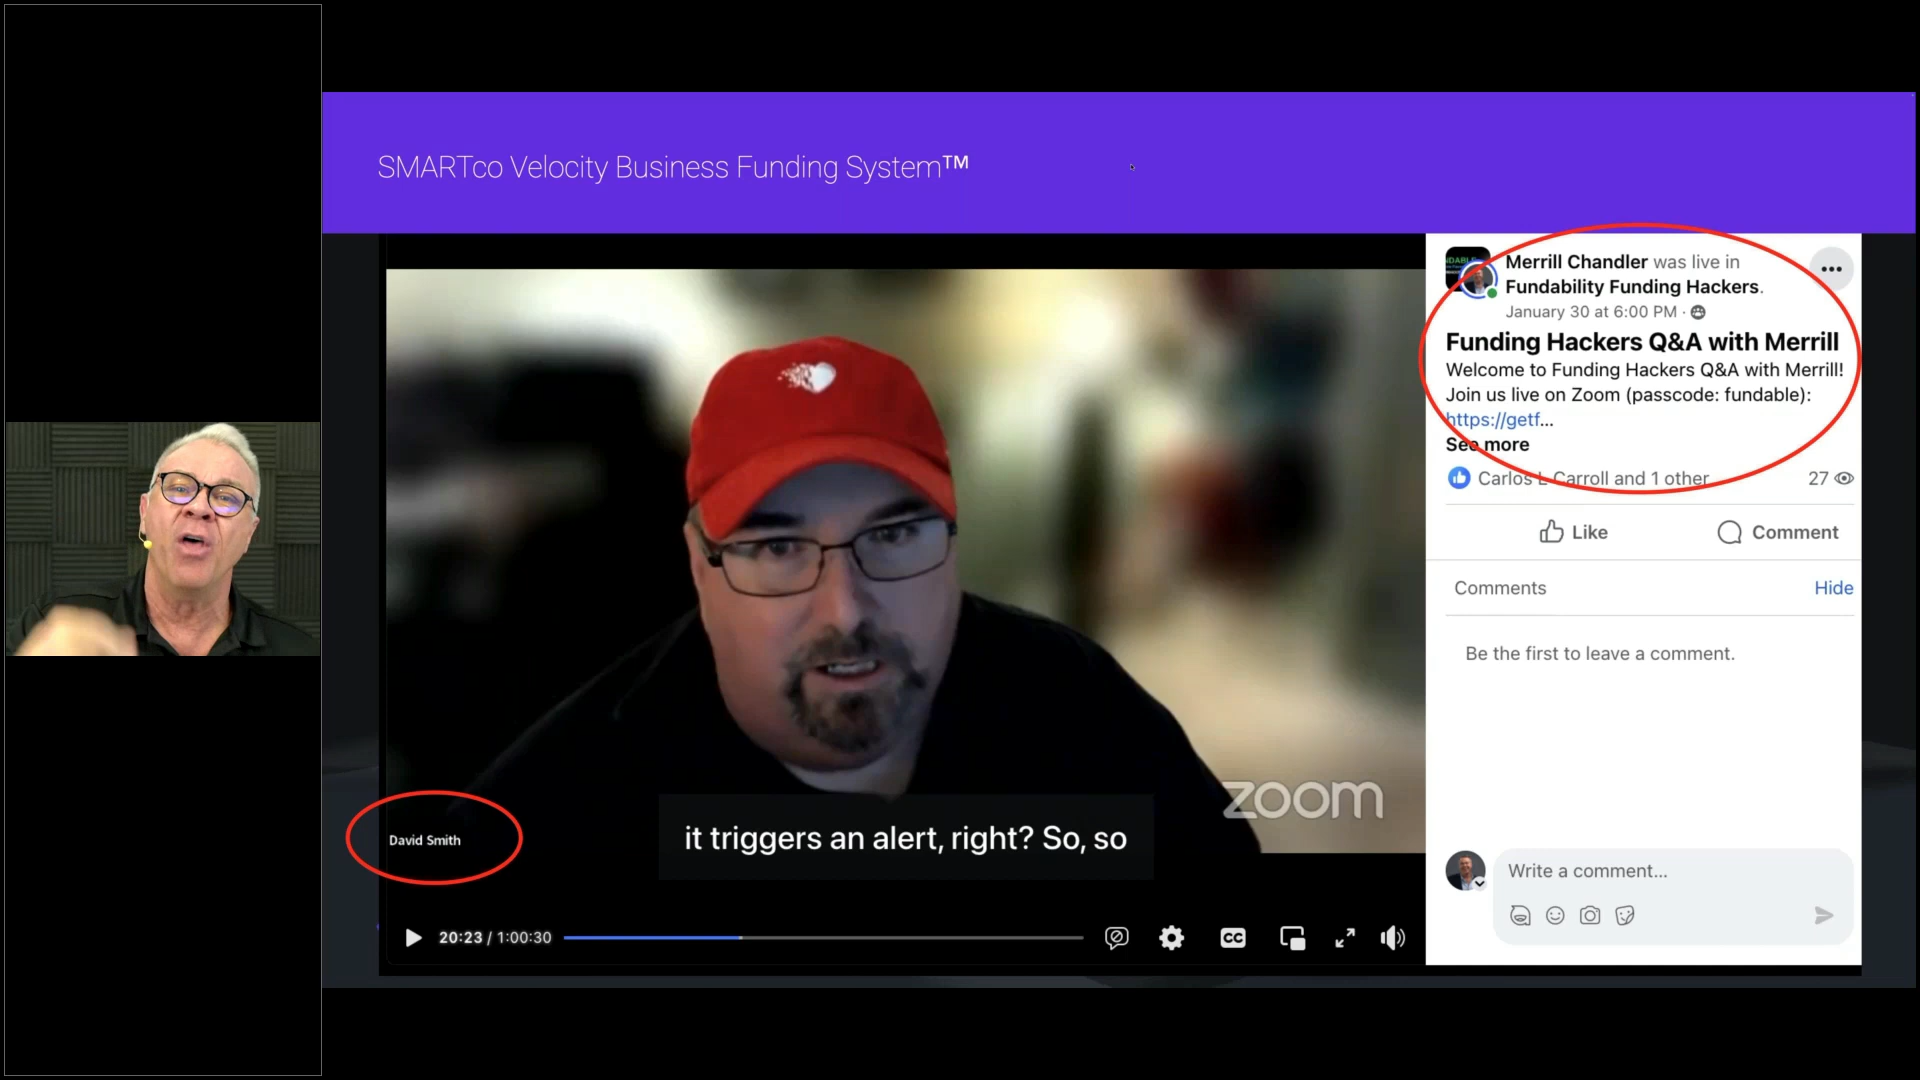 SMARTco Velocity Business Funding System™
NDABLE
Merrill Chandler was live in
Fundability Funding Hackers.
January 30 at 6:00 PM ·
Funding Hackers Q&A with Merrill
Welcome to Funding Hackers Q&A with Merrill!
Join us live on Zoom (passcode: fundable):
https://getf...
See more
Carlos L Carroll and 1 other 27
Like Comment
Comments Hide
Be the first to leave a comment.
Write a comment...
zoom
David Smith
it triggers an alert, right? So, so
20:23 / 1:00:30
CC